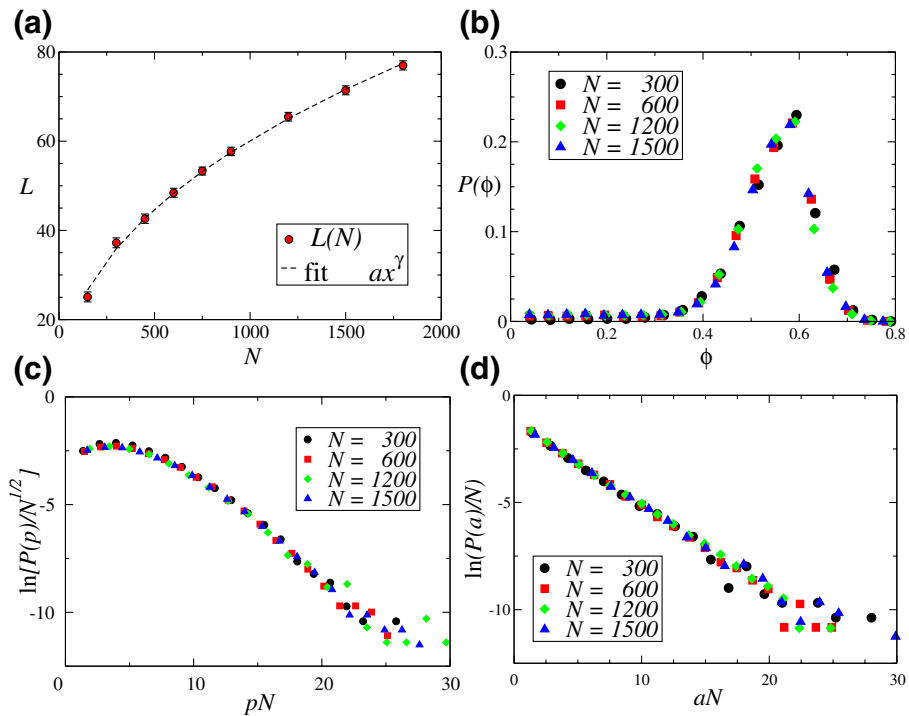 (a)
80
60
40
20
L
0
500
1000
1500
2000
N
L(N)
fit ax^γ
(b)
0.3
0.2
0.1
0
P(ϕ)
0
0.2
0.4
0.6
0.8
ϕ
N = 300
N = 600
N = 1200
N = 1500
(c)
0
-5
-10
ln[P(p)/N^{1/2}]
0
10
20
30
pN
N = 300
N = 600
N = 1200
N = 1500
(d)
0
-5
-10
ln(P(a)/N)
0
5
10
15
20
25
30
aN
N = 300
N = 600
N = 1200
N = 1500